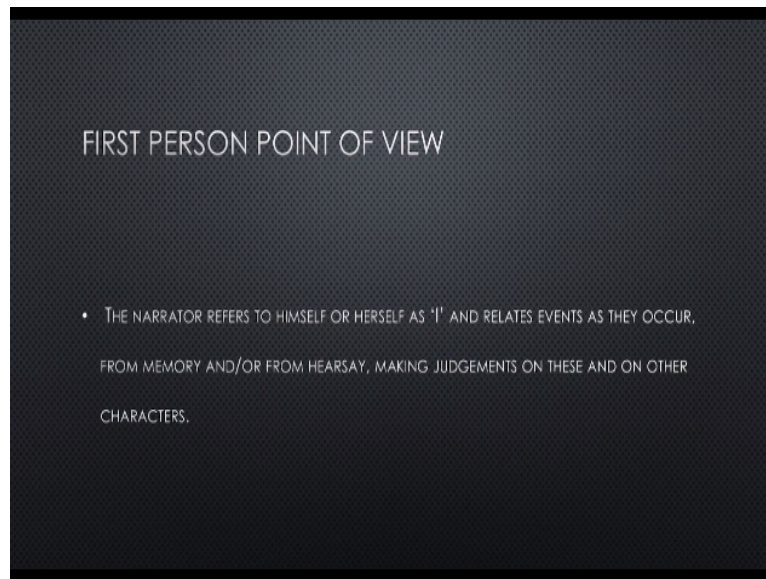 FIRST PERSON POINT OF VIEW
• THE NARRATOR REFERS TO HIMSELF OR HERSELF AS 'I' AND RELATES EVENTS AS THEY OCCUR,
FROM MEMORY AND/OR FROM HEARSAY, MAKING JUDGEMENTS ON THESE AND ON OTHER
CHARACTERS.